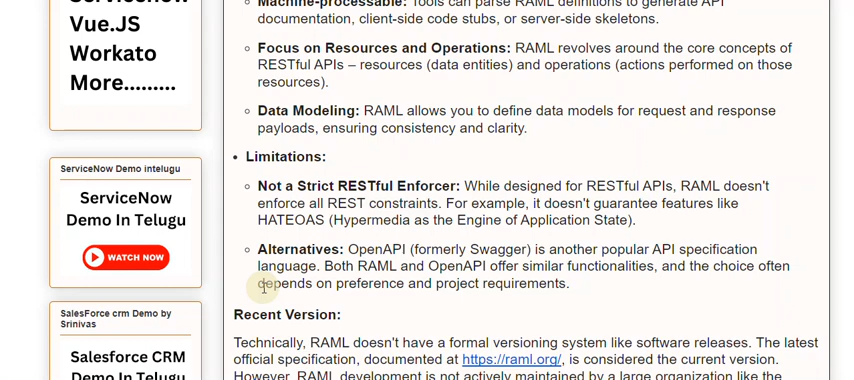 ServiceNow
Vue.JS
Workato
More.........
ServiceNow Demo intelugu
ServiceNow
Demo In Telugu
WATCH NOW
SalesForce crm Demo by
Srinivas
Salesforce CRM
Demo In Telugu
Machine-processable: Tools can parse RAML definitions to generate API
documentation, client-side code stubs, or server-side skeletons.
Focus on Resources and Operations: RAML revolves around the core concepts of
RESTful APIs – resources (data entities) and operations (actions performed on those
resources).
Data Modeling: RAML allows you to define data models for request and response
payloads, ensuring consistency and clarity.
Limitations:
Not a Strict RESTful Enforcer: While designed for RESTful APIs, RAML doesn't
enforce all REST constraints. For example, it doesn't guarantee features like
HATEOAS (Hypermedia as the Engine of Application State).
Alternatives: OpenAPI (formerly Swagger) is another popular API specification
language. Both RAML and OpenAPI offer similar functionalities, and the choice often
depends on preference and project requirements.
Recent Version:
Technically, RAML doesn't have a formal versioning system like software releases. The latest
official specification, documented at https://raml.org/, is considered the current version.
However, RAML development is not actively maintained by a large organization like the